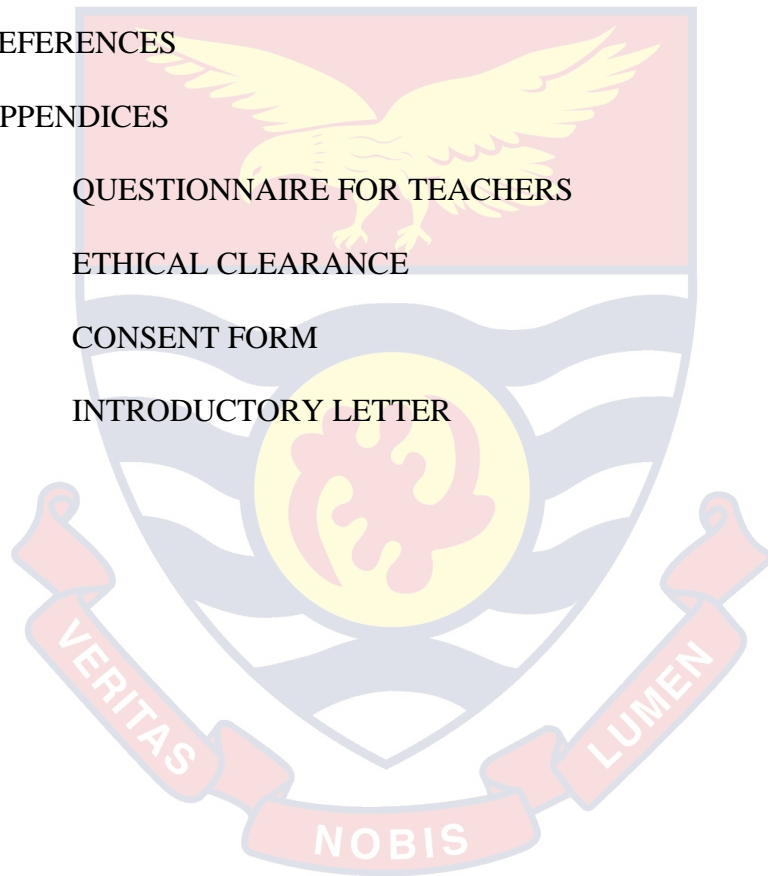 EFERENCES
PPENDICES
QUESTIONNAIRE FOR TEACHERS
ETHICAL CLEARANCE
CONSENT FORM
INTRODUCTORY LETTER
VERITAS
NOBIS
LUMEN